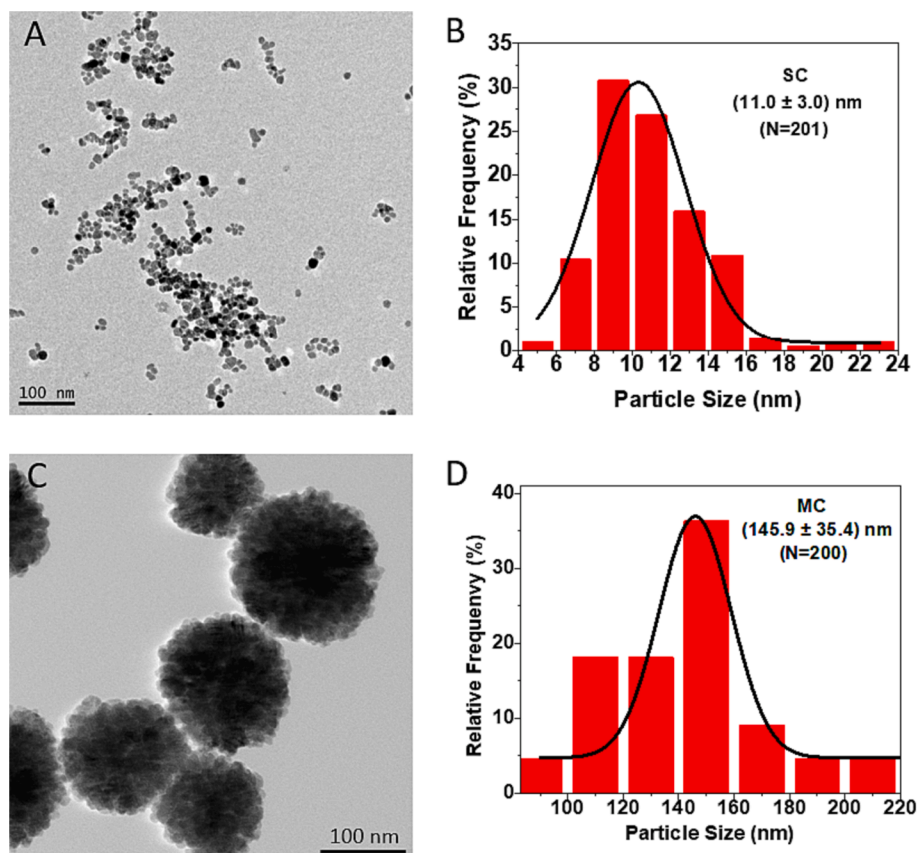 A
100 nm
B
Relative Frequency (%)
35
30
25
20
15
10
5
0
SC
(11.0 ± 3.0) nm
(N=201)
4 6 8 10 12 14 16 18 20 22 24
Particle Size (nm)
C
100 nm
D
Relative Frequenvy (%)
40
30
20
10
0
MC
(145.9 ± 35.4) nm
(N=200)
100 120 140 160 180 200 220
Particle Size (nm)